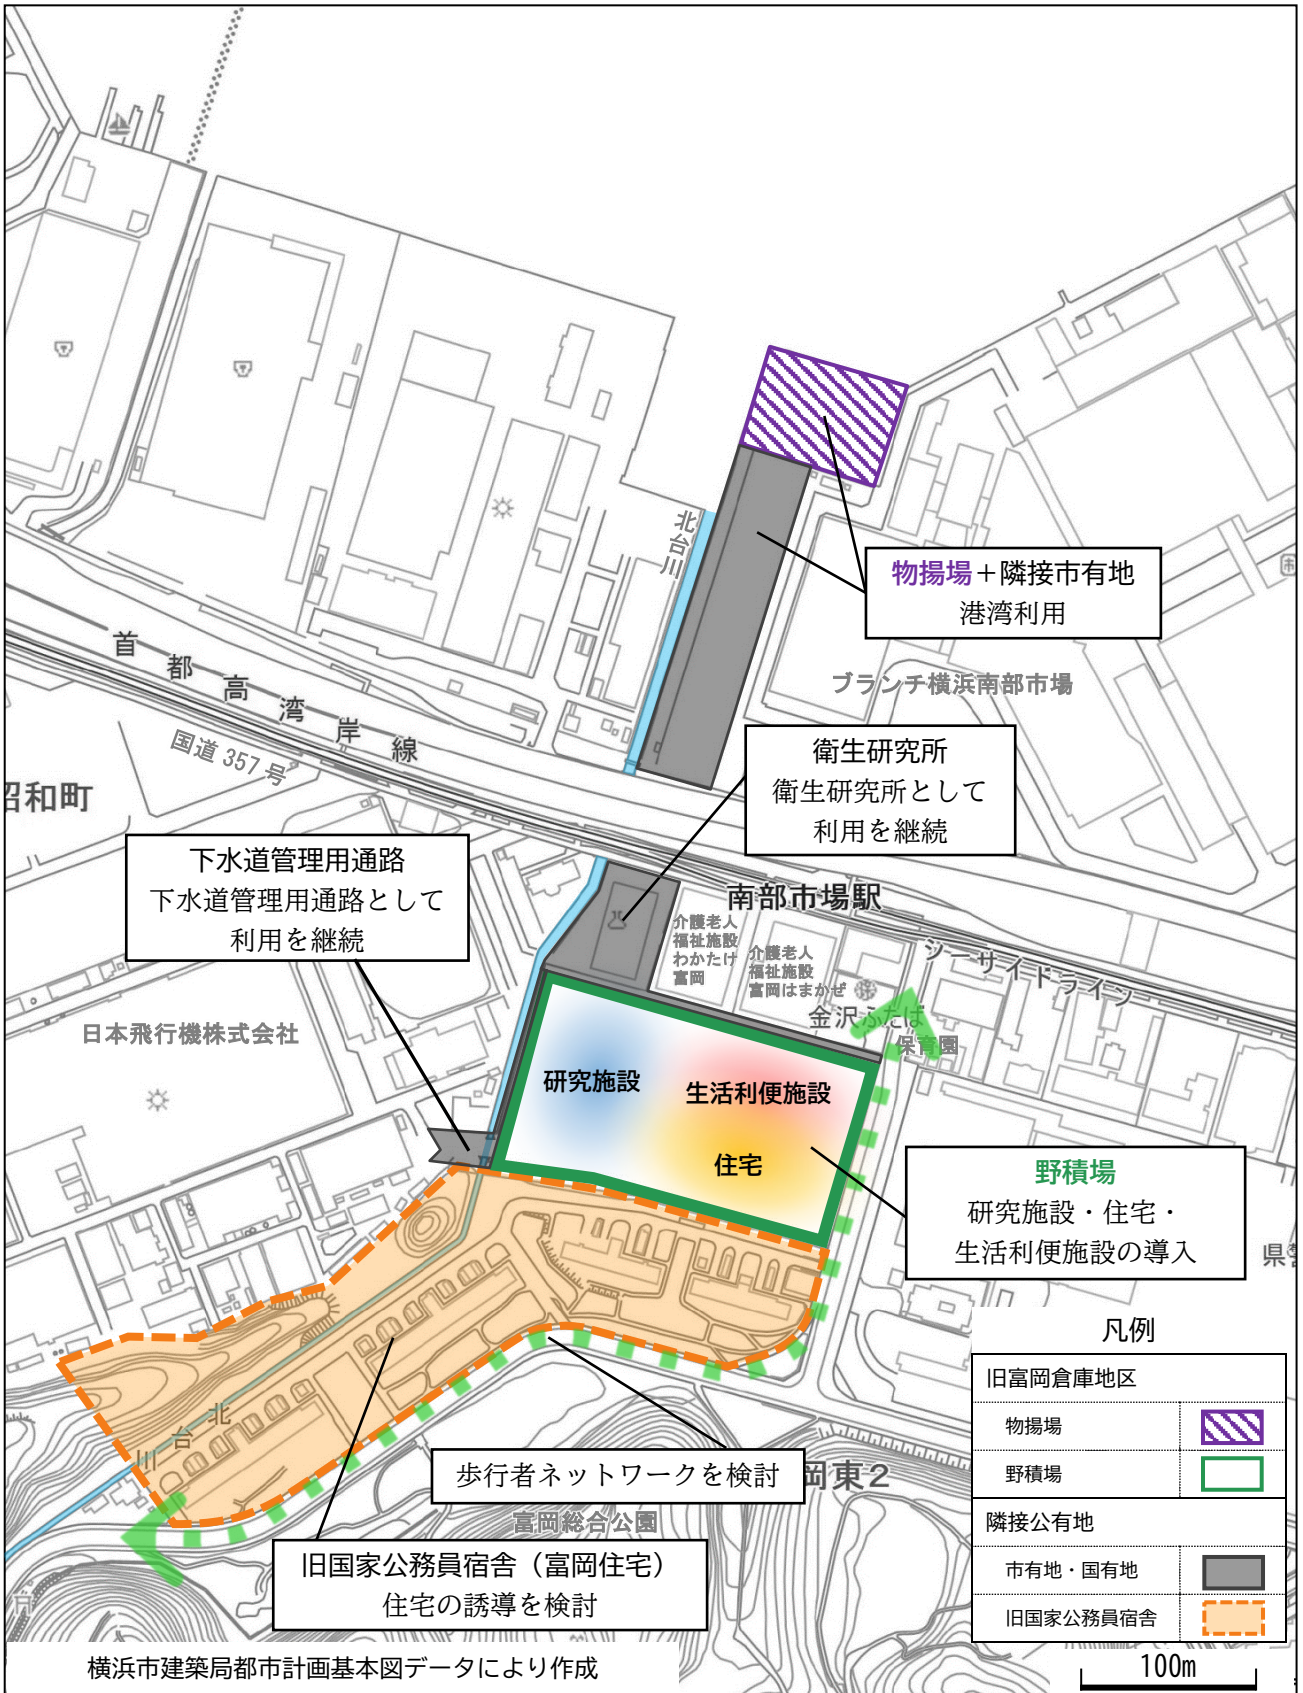 北台川
物揚場＋隣接市有地
港湾利用
ブランチ横浜南部市場
首都高湾岸線
国道 357 号
昭和町
衛生研究所
衛生研究所として
利用を継続
下水道管理用通路
下水道管理用通路として
利用を継続
南部市場駅
シーサイドライン
介護老人
福祉施設
わかたけ
富岡
介護老人
福祉施設
富岡はまかぜ
金沢ふたば
保育園
日本飛行機株式会社
研究施設
生活利便施設
住宅
野積場
研究施設・住宅・
生活利便施設の導入
県営
北台川
歩行者ネットワークを検討
岡東2
富岡総合公園
旧国家公務員宿舎（富岡住宅）
住宅の誘導を検討
凡例
旧富岡倉庫地区
物揚場
野積場
隣接公有地
市有地・国有地
旧国家公務員宿舎
横浜市建築局都市計画基本図データにより作成
100m